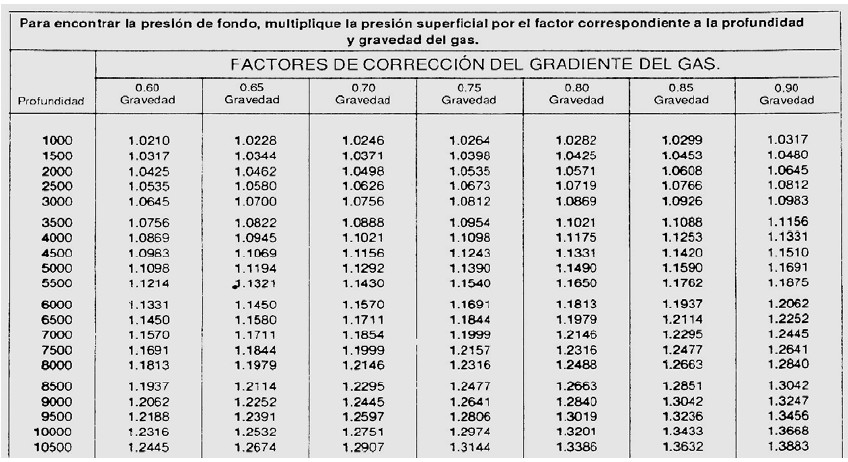 Para encontrar la presión de fondo, multiplique la presión superficial por el factor correspondiente a la profundidad
y gravedad del gas.
FACTORES DE CORRECCIÓN DEL GRADIENTE DEL GAS.
Profundidad 0.60 Gravedad 0.65 Gravedad 0.70 Gravedad 0.75 Gravedad 0.80 Gravedad 0.85 Gravedad 0.90 Gravedad
1000 1.0210 1.0228 1.0246 1.0264 1.0282 1.0299 1.0317
1500 1.0317 1.0344 1.0371 1.0398 1.0425 1.0453 1.0480
2000 1.0425 1.0462 1.0498 1.0535 1.0571 1.0608 1.0645
2500 1.0535 1.0580 1.0626 1.0673 1.0719 1.0766 1.0812
3000 1.0645 1.0700 1.0756 1.0812 1.0869 1.0926 1.0983
3500 1.0756 1.0822 1.0888 1.0954 1.1021 1.1088 1.1156
4000 1.0869 1.0945 1.1021 1.1098 1.1175 1.1253 1.1331
4500 1.0983 1.1069 1.1156 1.1243 1.1331 1.1420 1.1510
5000 1.1098 1.1194 1.1292 1.1390 1.1490 1.1590 1.1691
5500 1.1214 1.1321 1.1430 1.1540 1.1650 1.1762 1.1875
6000 1.1331 1.1450 1.1570 1.1691 1.1813 1.1937 1.2062
6500 1.1450 1.1580 1.1711 1.1844 1.1979 1.2114 1.2252
7000 1.1570 1.1711 1.1854 1.1999 1.2146 1.2295 1.2445
7500 1.1691 1.1844 1.1999 1.2157 1.2316 1.2477 1.2641
8000 1.1813 1.1979 1.2146 1.2316 1.2488 1.2663 1.2840
8500 1.1937 1.2114 1.2295 1.2477 1.2663 1.2851 1.3042
9000 1.2062 1.2252 1.2445 1.2641 1.2840 1.3042 1.3247
9500 1.2188 1.2391 1.2597 1.2806 1.3019 1.3236 1.3456
10000 1.2316 1.2532 1.2751 1.2974 1.3201 1.3433 1.3668
10500 1.2445 1.2674 1.2907 1.3144 1.3386 1.3632 1.3883